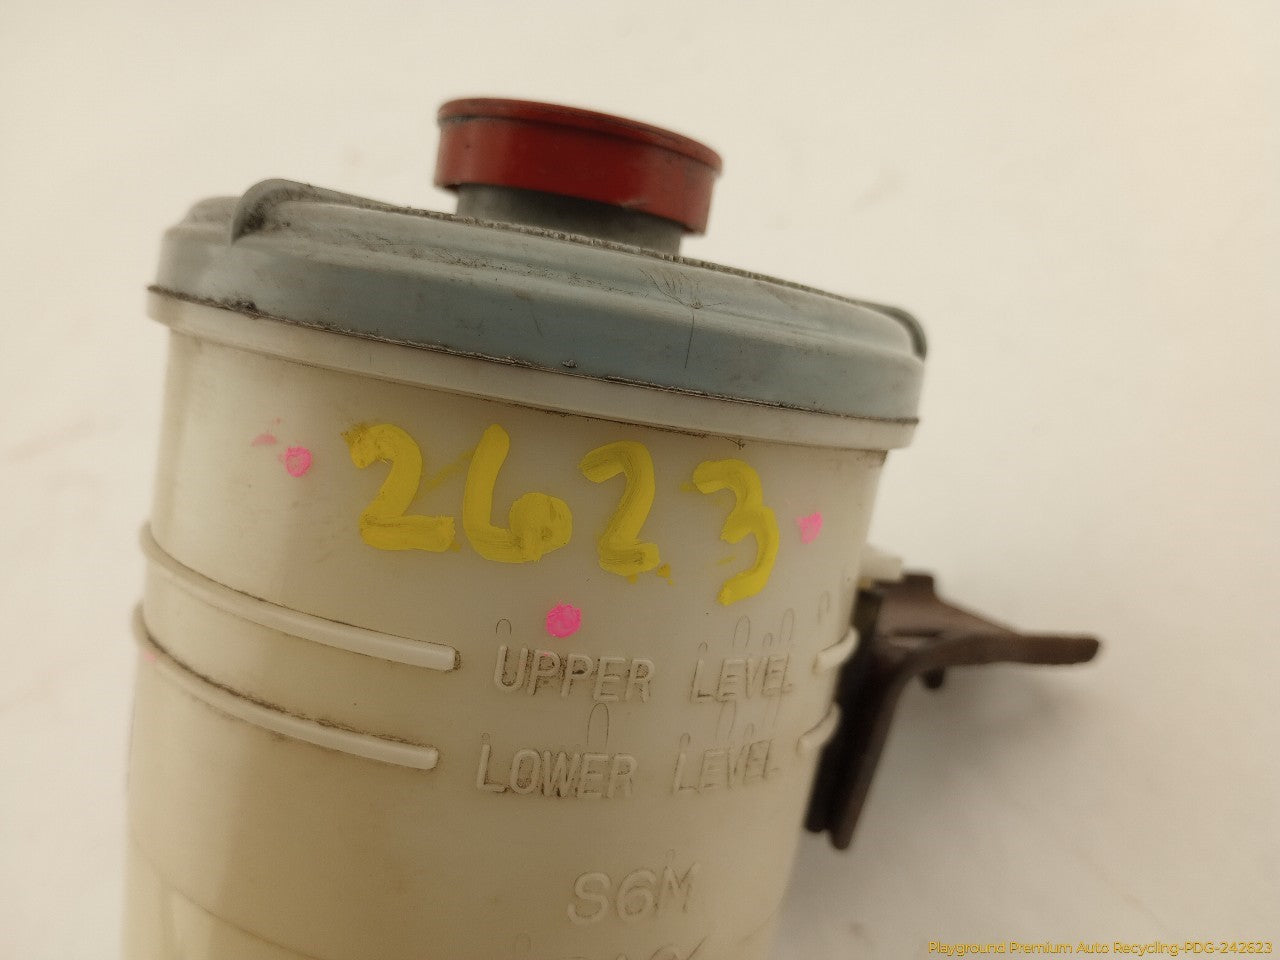 2623
UPPER LEVEL
LOWER LEVEL
S6M
Playground Premium Auto Recycling-PDG-242623